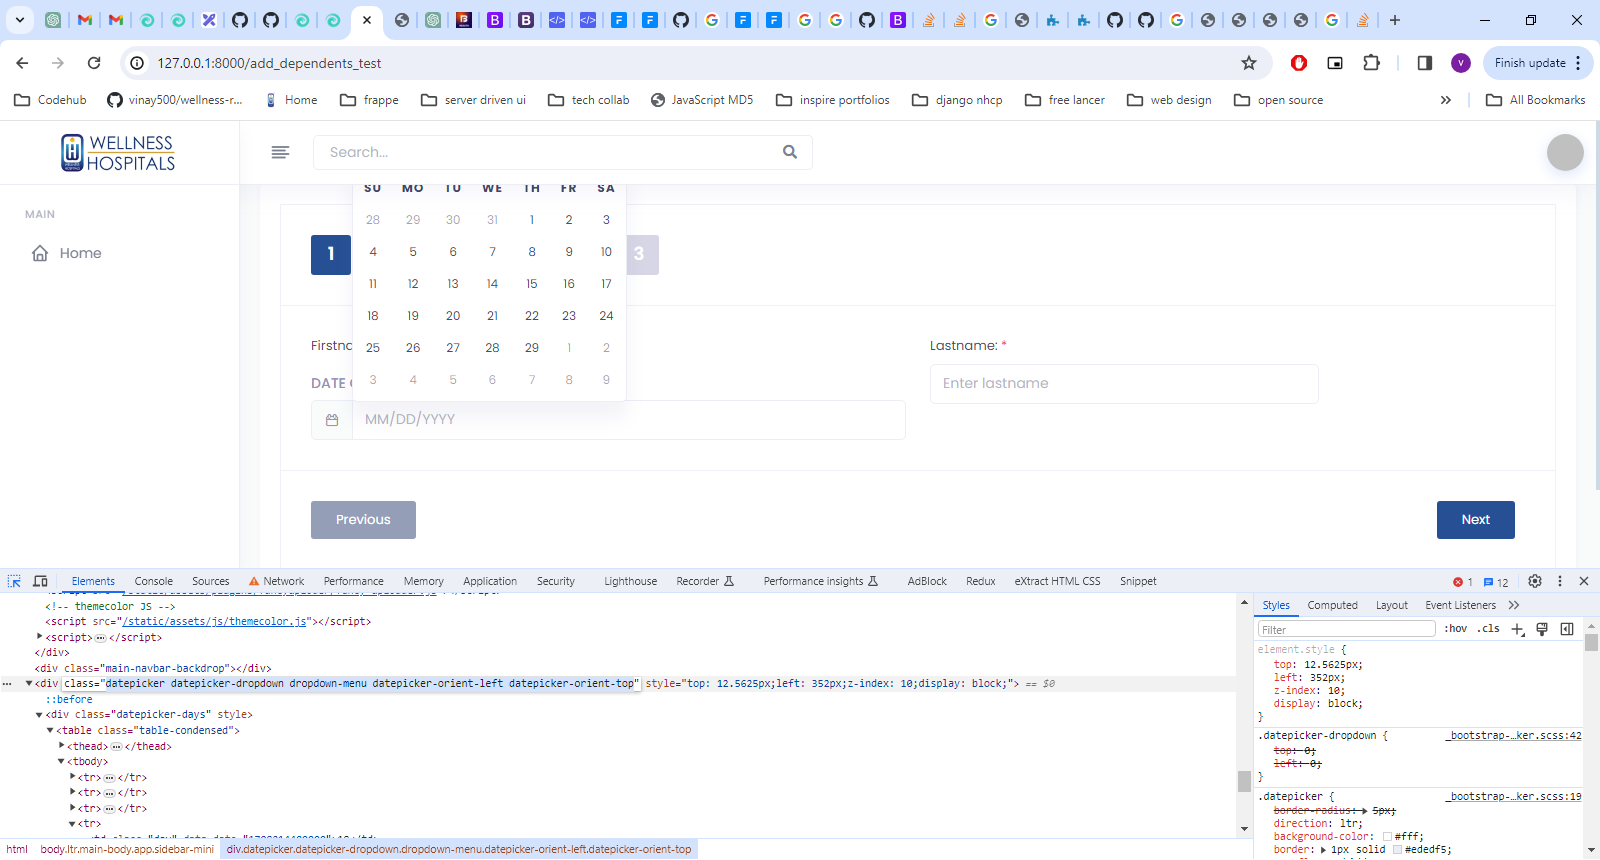 127.0.0.1:8000/add_dependents_test
V
Finish update
Codehub
vinay500/wellness-r...
Home
frappe
server driven ui
tech collab
JavaScript MD5
inspire portfolios
django nhcp
free lancer
web design
open source
»
All Bookmarks
WELLNESS
HOSPITALS
Search...
MAIN
Home
SU MO TU WE TH FR SA
28 29 30 31 1 2 3
4 5 6 7 8 9 10
11 12 13 14 15 16 17
18 19 20 21 22 23 24
25 26 27 28 29 1 2
3 4 5 6 7 8 9
1
3
Firstna
Lastname: *
DATE
Enter lastname
MM/DD/YYYY
Previous
Next
Elements Console Sources Network Performance Memory Application Security Lighthouse Recorder Performance insights AdBlock Redux eXtract HTML CSS Snippet
1 12
<!-- themecolor JS -->
<script src="/static/assets/js/themecolor.js"></script>
<script>…</script>
</div>
<div class="main-navbar-backdrop"></div>
<div class="datepicker datepicker-dropdown dropdown-menu datepicker-orient-left datepicker-orient-top" style="top: 12.5625px;left: 352px;z-index: 10;display: block;"> == $0
::before
<div class="datepicker-days" style>
<table class="table-condensed">
<thead>…</thead>
<tbody>
<tr>…</tr>
<tr>…</tr>
<tr>…</tr>
<tr>
html body.ltr.main-body.app.sidebar-mini div.datepicker.datepicker-dropdown.dropdown-menu.datepicker-orient-left.datepicker-orient-top
Styles Computed Layout Event Listeners »
Filter :hov .cls
element.style {
top: 12.5625px;
left: 352px;
z-index: 10;
display: block;
}
.datepicker-dropdown { _bootstrap-…ker.scss:42
top: 0;
left: 0;
}
.datepicker { _bootstrap-…ker.scss:19
border-radius: 5px;
direction: ltr;
background-color: #fff;
border: 1px solid #ededf5;